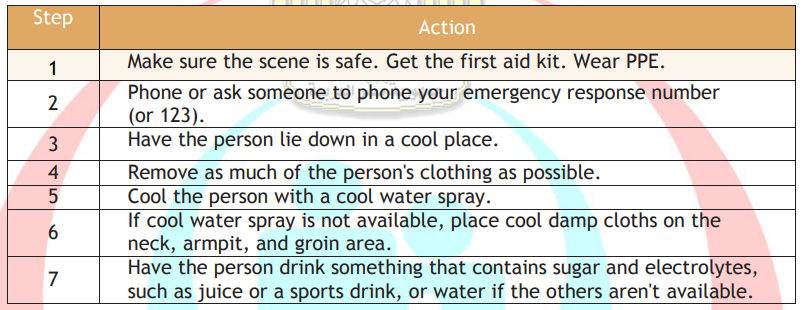 Step Action
1 Make sure the scene is safe. Get the first aid kit. Wear PPE.
2 Phone or ask someone to phone your emergency response number
(or 123).
3 Have the person lie down in a cool place.
4 Remove as much of the person's clothing as possible.
5 Cool the person with a cool water spray.
6 If cool water spray is not available, place cool damp cloths on the
neck, armpit, and groin area.
7 Have the person drink something that contains sugar and electrolytes,
such as juice or a sports drink, or water if the others aren't available.